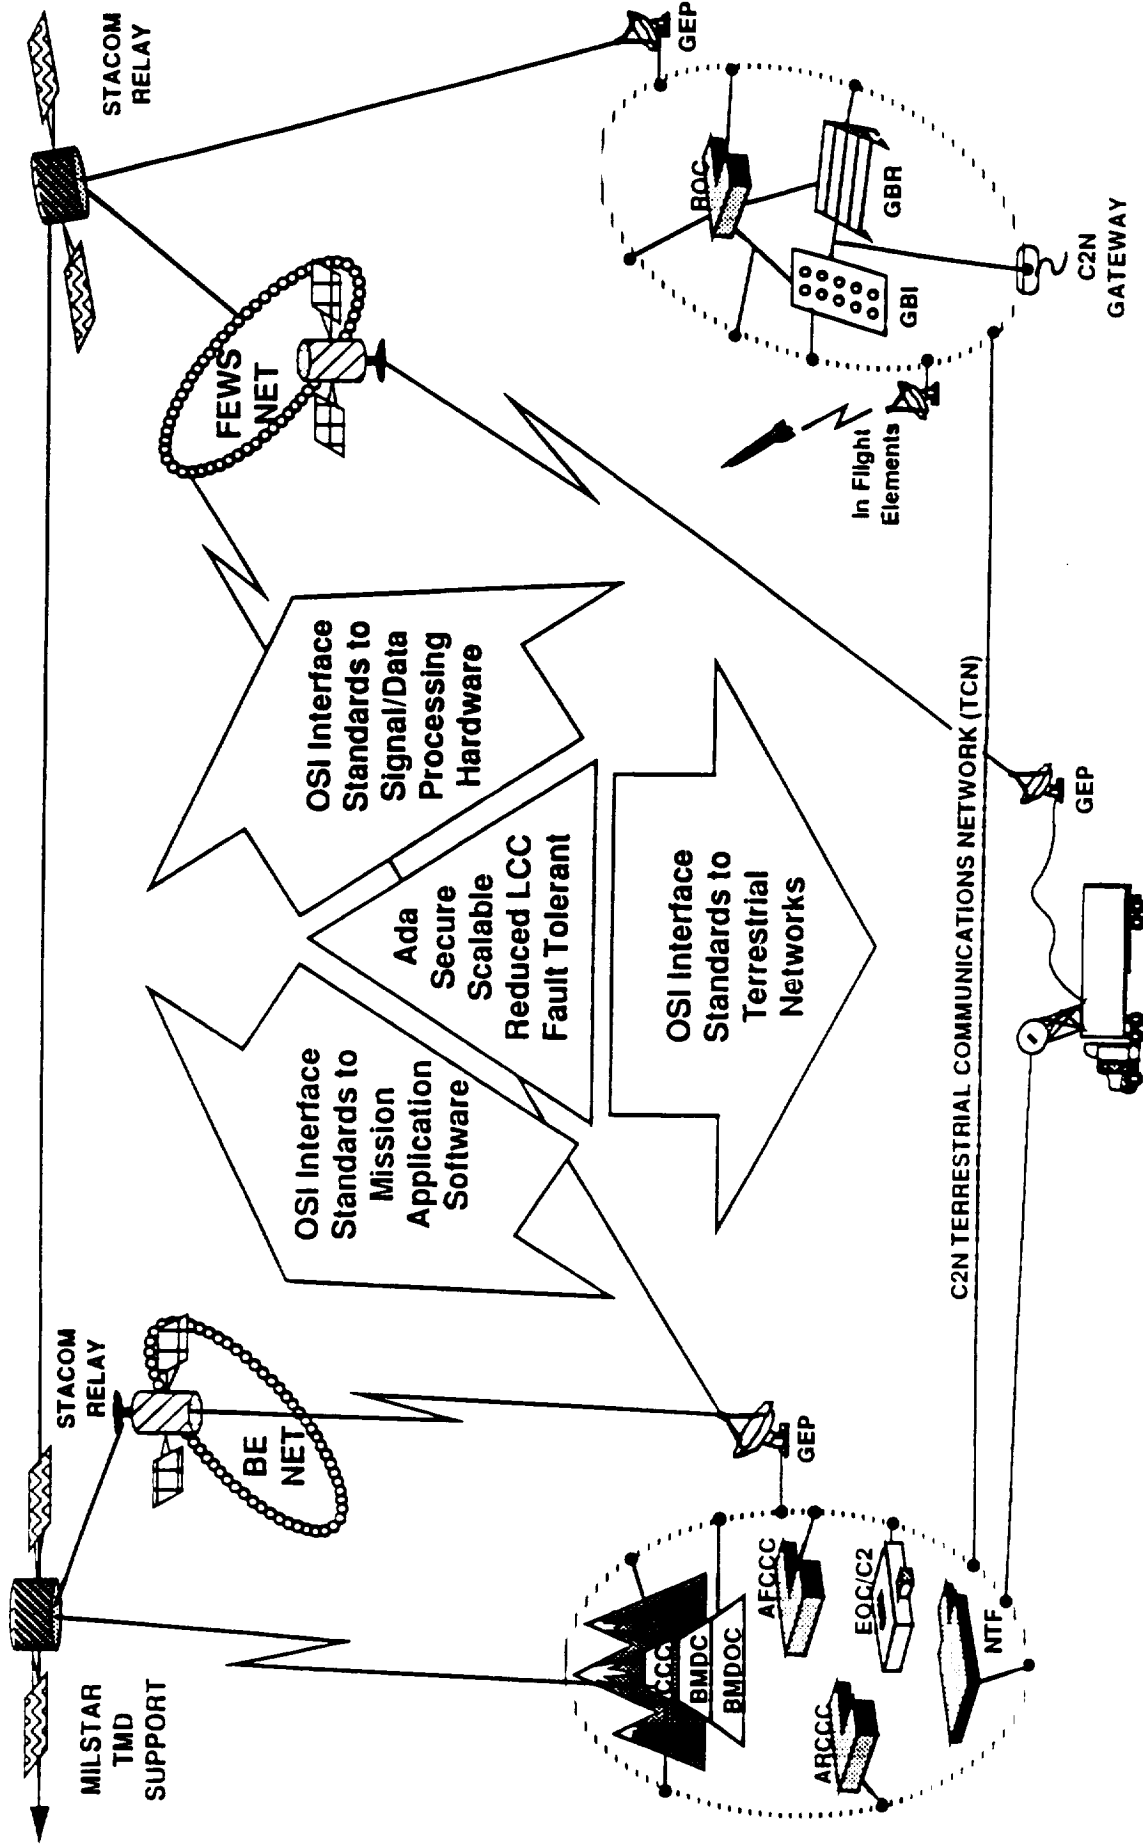 MILSTAR
TMD
SUPPORT
STACOM
RELAY
STACOM
RELAY
BE
NET
FEWS
NET
OSI Interface
Standards to
Mission
Application
Software
OSI Interface
Standards to
Signal/Data
Processing
Hardware
Ada
Secure
Scalable
Reduced LCC
Fault Tolerant
OSI Interface
Standards to
Terrestrial
Networks
GEP
GEP
CCC
BMDC
BMDOC
AFCCC
ARCCC
EOC/C2
NTF
ROC
GBR
GBI
In Flight
Elements
C2N
GATEWAY
C2N TERRESTRIAL COMMUNICATIONS NETWORK (TCN)
GEP